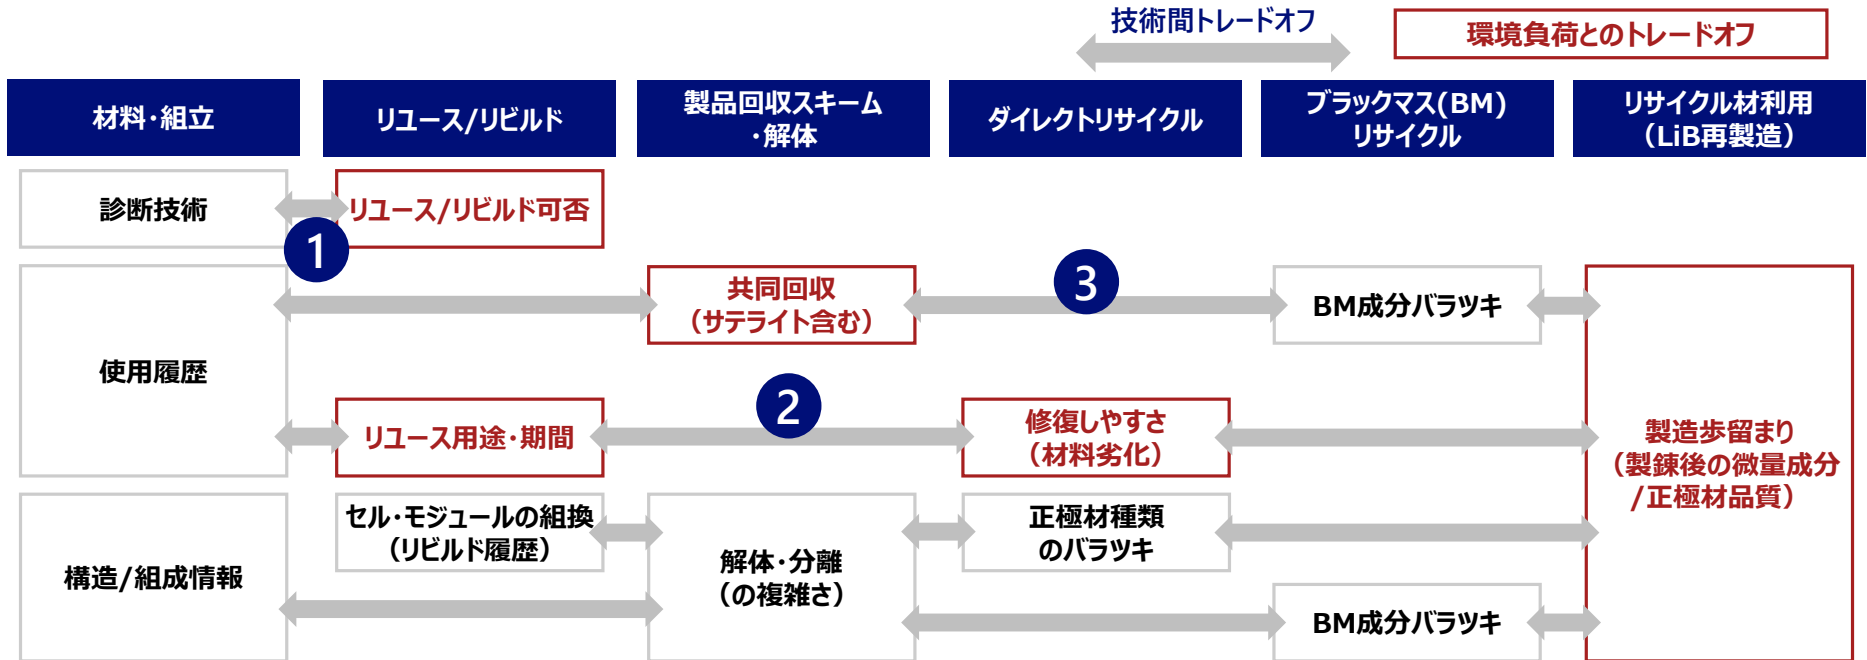 技術間トレードオフ
環境負荷とのトレードオフ
材料・組立
リユース/リビルド
製品回収スキーム
・解体
ダイレクトリサイクル
ブラックマス(BM)
リサイクル
リサイクル材利用
（LiB再製造）
診断技術
リユース/リビルド可否
1
使用履歴
共同回収
（サテライト含む）
3
BM成分バラツキ
リユース用途・期間
2
修復しやすさ
（材料劣化）
製造歩留まり
（製錬後の微量成分
/正極材品質）
構造/組成情報
セル・モジュールの組換
（リビルド履歴）
解体・分離
（の複雑さ）
正極材種類
のバラツキ
BM成分バラツキ